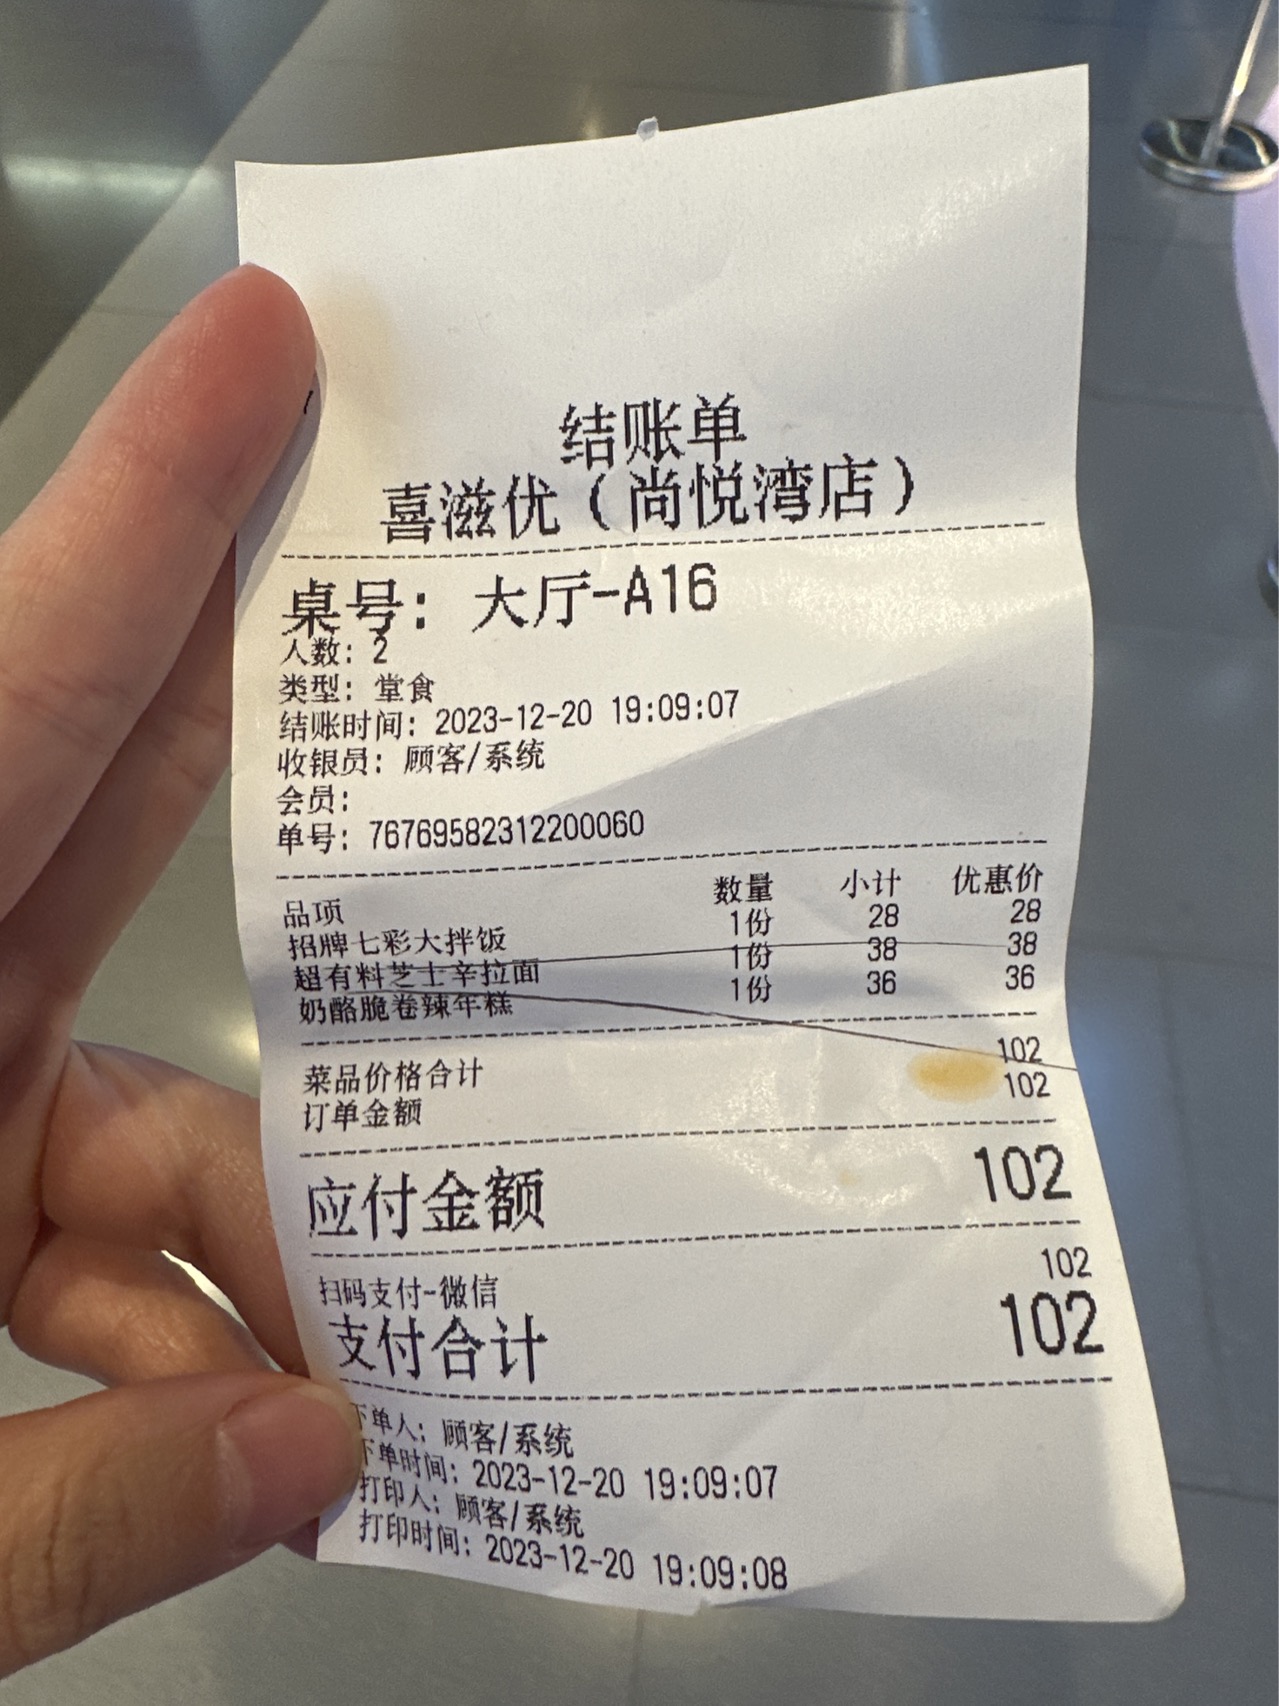 结账单
喜滋优（尚悦湾店）
桌号：大厅-A16
人数：2
类型：堂食
结账时间：2023-12-20 19:09:07
收银员：顾客/系统
会员：
单号：76769582312200060
品项 数量 小计 优惠价
招牌七彩大拌饭 1份 28 28
超有料芝士辛拉面 1份 38 38
奶酪脆卷辣年糕 1份 36 36
菜品价格合计 102
订单金额 102
应付金额 102
扫码支付-微信 102
支付合计 102
下单人：顾客/系统
下单时间：2023-12-20 19:09:07
打印人：顾客/系统
打印时间：2023-12-20 19:09:08